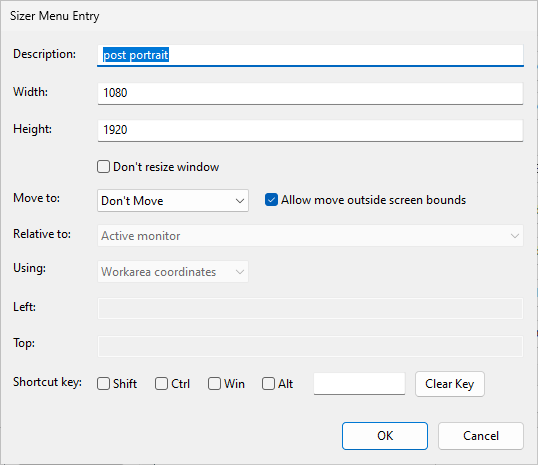 Sizer Menu Entry
Description: post portrait
Width: 1080
Height: 1920
Don't resize window
Move to: Don't Move Allow move outside screen bounds
Relative to: Active monitor
Using: Workarea coordinates
Left:
Top:
Shortcut key: Shift Ctrl Win Alt Clear Key
OK Cancel